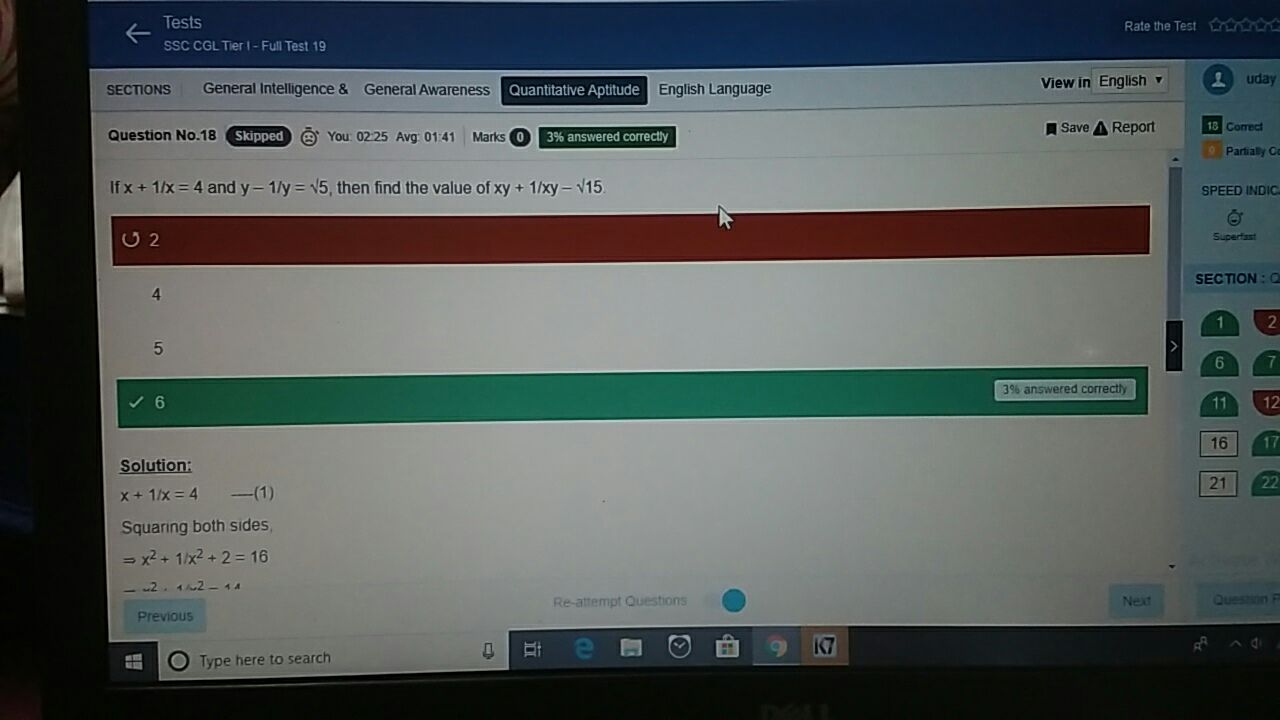 Tests
SSC CGL Tier I - Full Test 19
Rate the Test
SECTIONS General Intelligence & General Awareness Quantitative Aptitude English Language View in English
uday
Question No.18 Skipped You: 02:25 Avg: 01:41 Marks 0 3% answered correctly Save Report
18 Correct
9 Partially Co
If x + 1/x = 4 and y – 1/y = √5, then find the value of xy + 1/xy – √15.
SPEED INDIC
Superfast
2
4
SECTION : Q
1 2
5
6 7
6 3% answered correctly
11 12
16 17
21 22
Solution:
x + 1/x = 4 ----(1)
Squaring both sides,
⇒ x² + 1/x² + 2 = 16
Previous Re-attempt Questions Next Question P
Type here to search K7
DELL